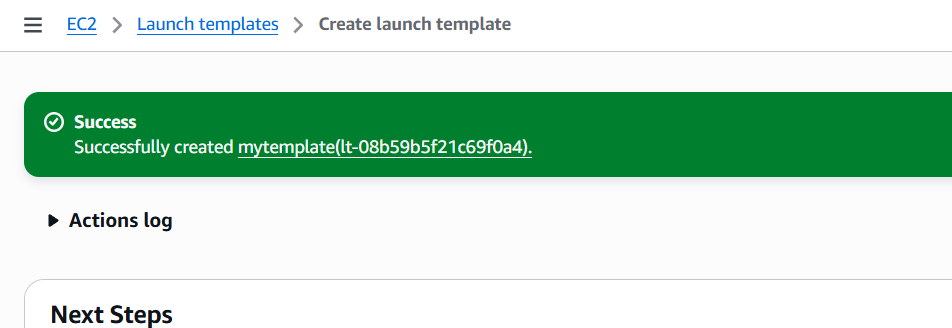 EC2 > Launch templates > Create launch template
Success
Successfully created mytemplate(lt-08b59b5f21c69f0a4).
Actions log
Next Steps